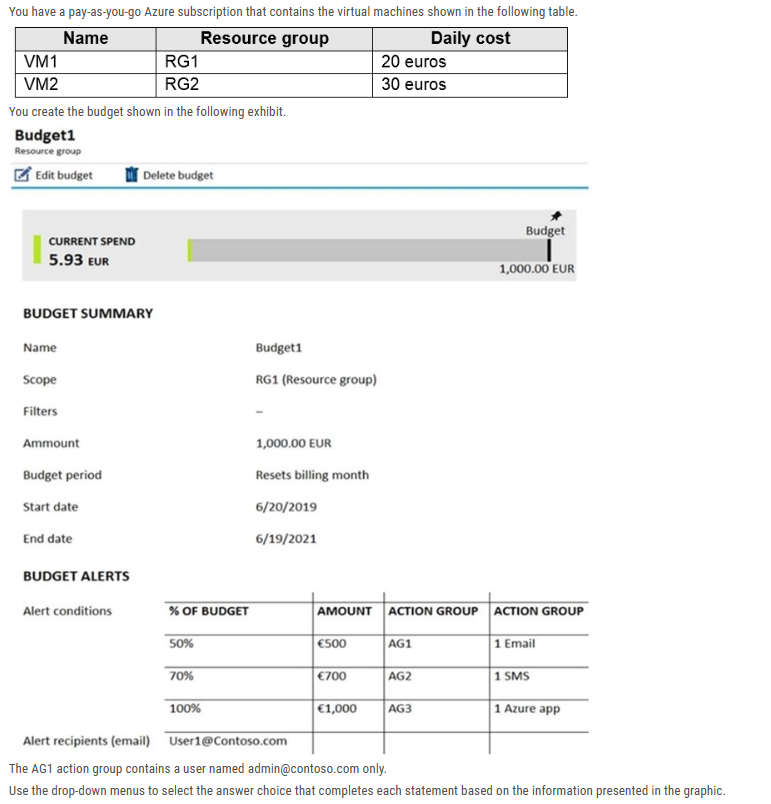 You have a pay-as-you-go Azure subscription that contains the virtual machines shown in the following table.
Name Resource group Daily cost
VM1 RG1 20 euros
VM2 RG2 30 euros
You create the budget shown in the following exhibit.
Budget1
Resource group
Edit budget Delete budget
Budget
CURRENT SPEND
5.93 EUR
1,000.00 EUR
BUDGET SUMMARY
Name Budget1
Scope RG1 (Resource group)
Filters –
Ammount 1,000.00 EUR
Budget period Resets billing month
Start date 6/20/2019
End date 6/19/2021
BUDGET ALERTS
Alert conditions % OF BUDGET AMOUNT ACTION GROUP ACTION GROUP
50% €500 AG1 1 Email
70% €700 AG2 1 SMS
100% €1,000 AG3 1 Azure app
Alert recipients (email) User1@Contoso.com
The AG1 action group contains a user named admin@contoso.com only.
Use the drop-down menus to select the answer choice that completes each statement based on the information presented in the graphic.